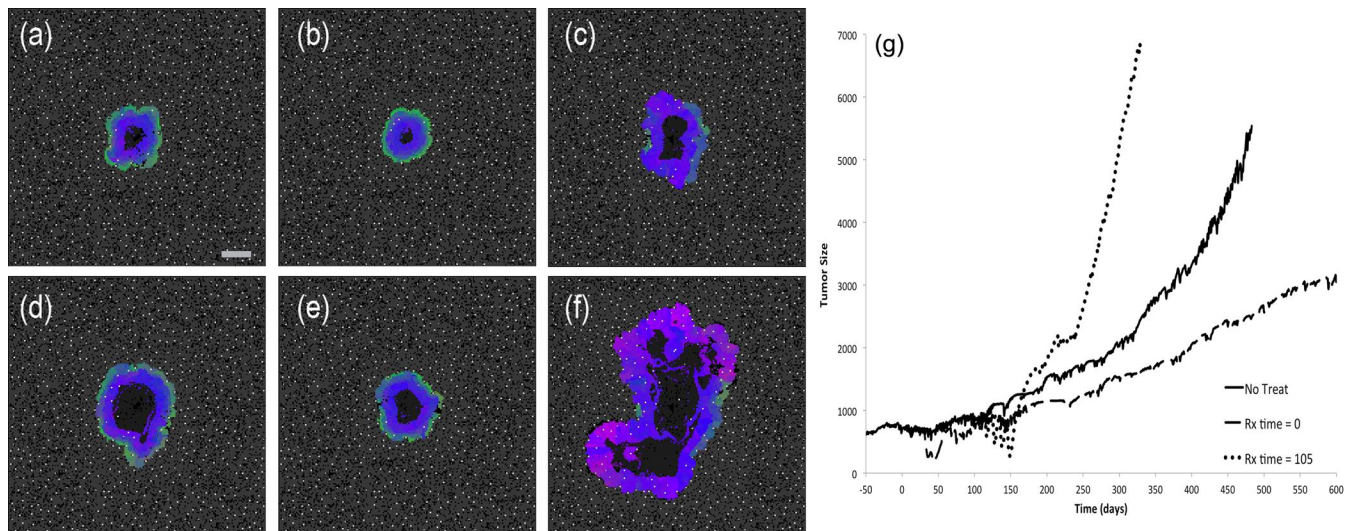 (a)
(b)
(c)
(d)
(e)
(f)
(g)
7000
6000
5000
4000
3000
2000
1000
0
Tumor Size
-50 0 50 100 150 200 250 300 350 400 450 500 550 600
Time (days)
No Treat
Rx time = 0
Rx time = 105